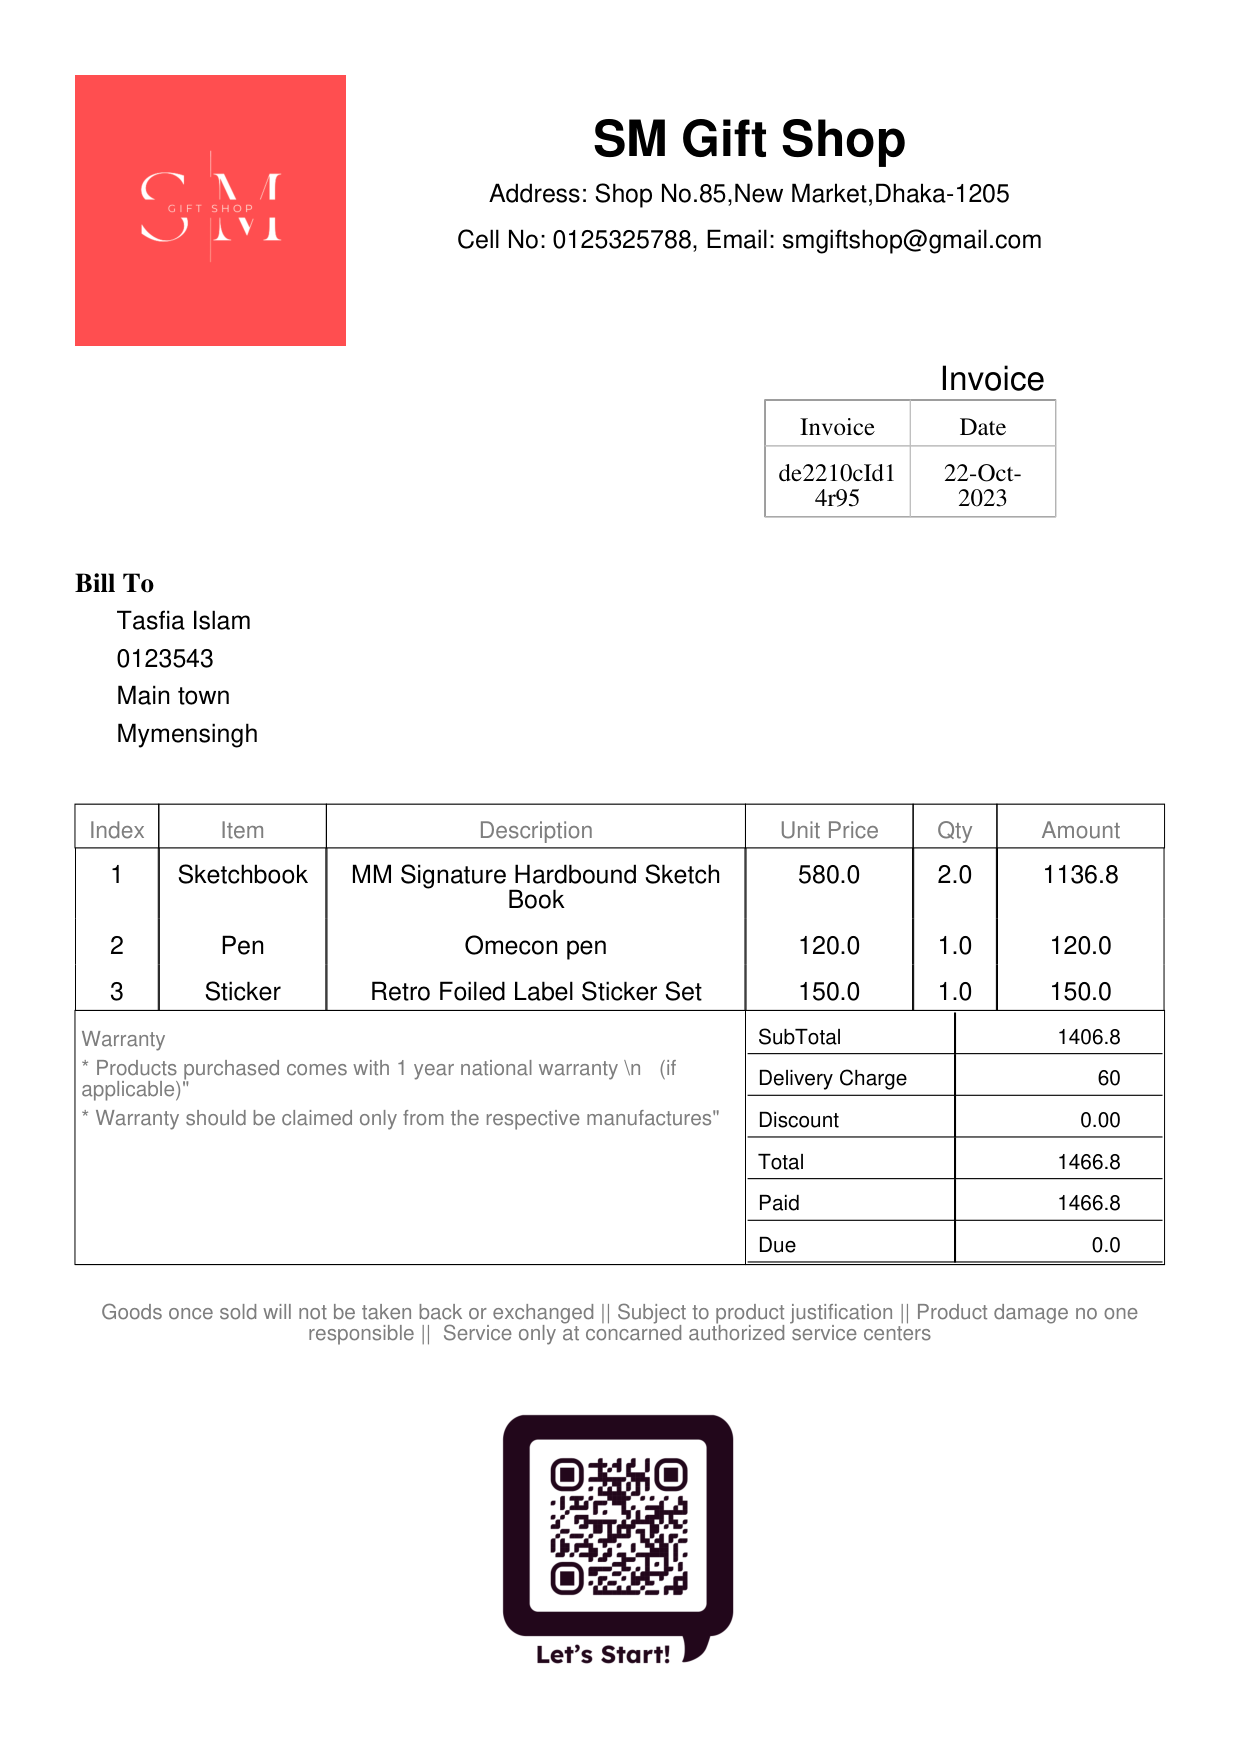 SM
GIFT SHOP
SM Gift Shop
Address: Shop No.85,New Market,Dhaka-1205
Cell No: 0125325788, Email: smgiftshop@gmail.com
Invoice
Invoice Date
de2210cId1 22-Oct-
4r95 2023
Bill To
Tasfia Islam
0123543
Main town
Mymensingh
Index Item Description Unit Price Qty Amount
1 Sketchbook MM Signature Hardbound Sketch 580.0 2.0 1136.8
Book
2 Pen Omecon pen 120.0 1.0 120.0
3 Sticker Retro Foiled Label Sticker Set 150.0 1.0 150.0
Warranty
* Products purchased comes with 1 year national warranty \n (if
applicable)"
* Warranty should be claimed only from the respective manufactures"
SubTotal 1406.8
Delivery Charge 60
Discount 0.00
Total 1466.8
Paid 1466.8
Due 0.0
Goods once sold will not be taken back or exchanged || Subject to product justification || Product damage no one
responsible || Service only at concarned authorized service centers
Let's Start!